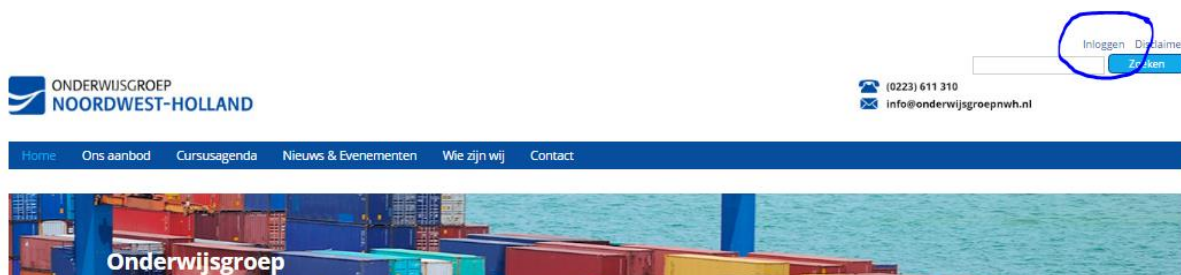 Inloggen Disclaime
Zoeken
ONDERWIJSGROEP
NOORDWEST-HOLLAND
(0223) 611 310
info@onderwijsgroepnwh.nl
Home Ons aanbod Cursusagenda Nieuws & Evenementen Wie zijn wij Contact
Onderwijsgroep